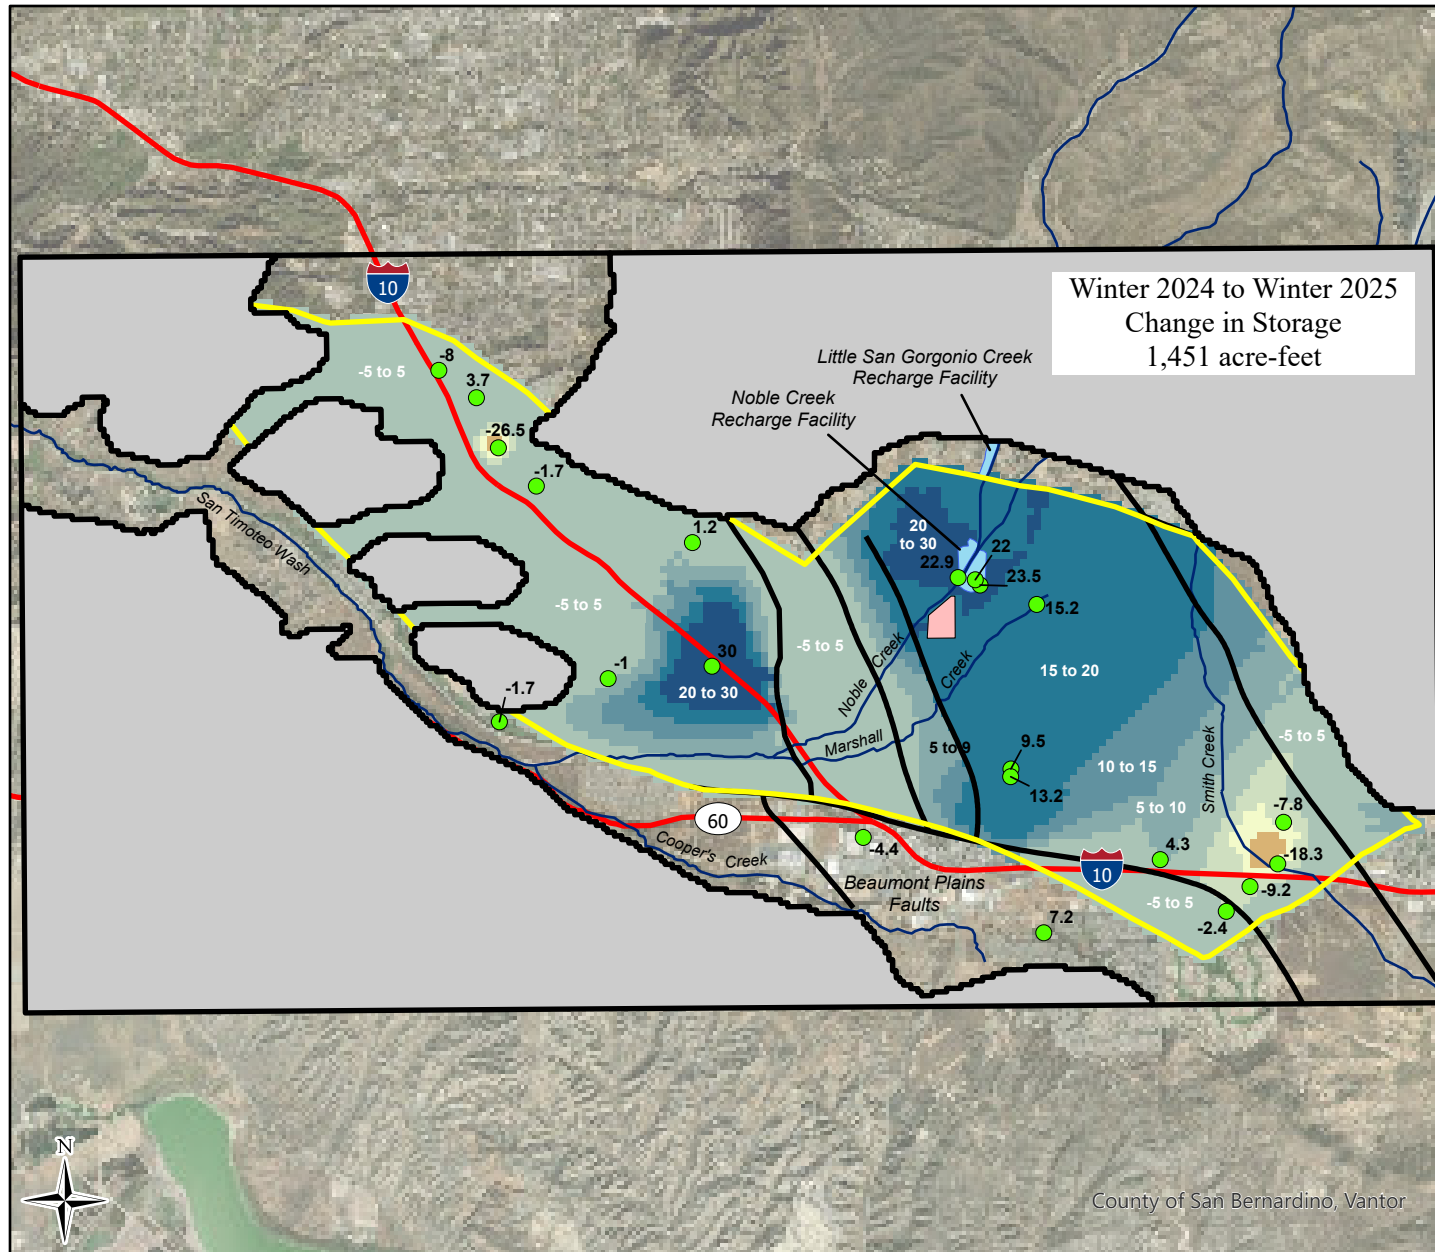 10
Winter 2024 to Winter 2025
Change in Storage
1,451 acre-feet
Little San Gorgonio Creek
Recharge Facility
Noble Creek
Recharge Facility
-8
-5 to 5
3.7
-26.5
-1.7
San Timoteo Wash
1.2
20
to 30
22
22.9
23.5
15.2
-5 to 5
-5 to 5
Noble Creek
Creek
-1
30
15 to 20
20 to 30
-1.7
Marshall
5 to 9
9.5
13.2
10 to 15
5 to 10
Smith Creek
-5 to 5
-7.8
60
Cooper's Creek
-4.4
4.3
-18.3
10
Beaumont Plains
Faults
-9.2
-5 to 5
-2.4
7.2
N
County of San Bernardino, Vantor